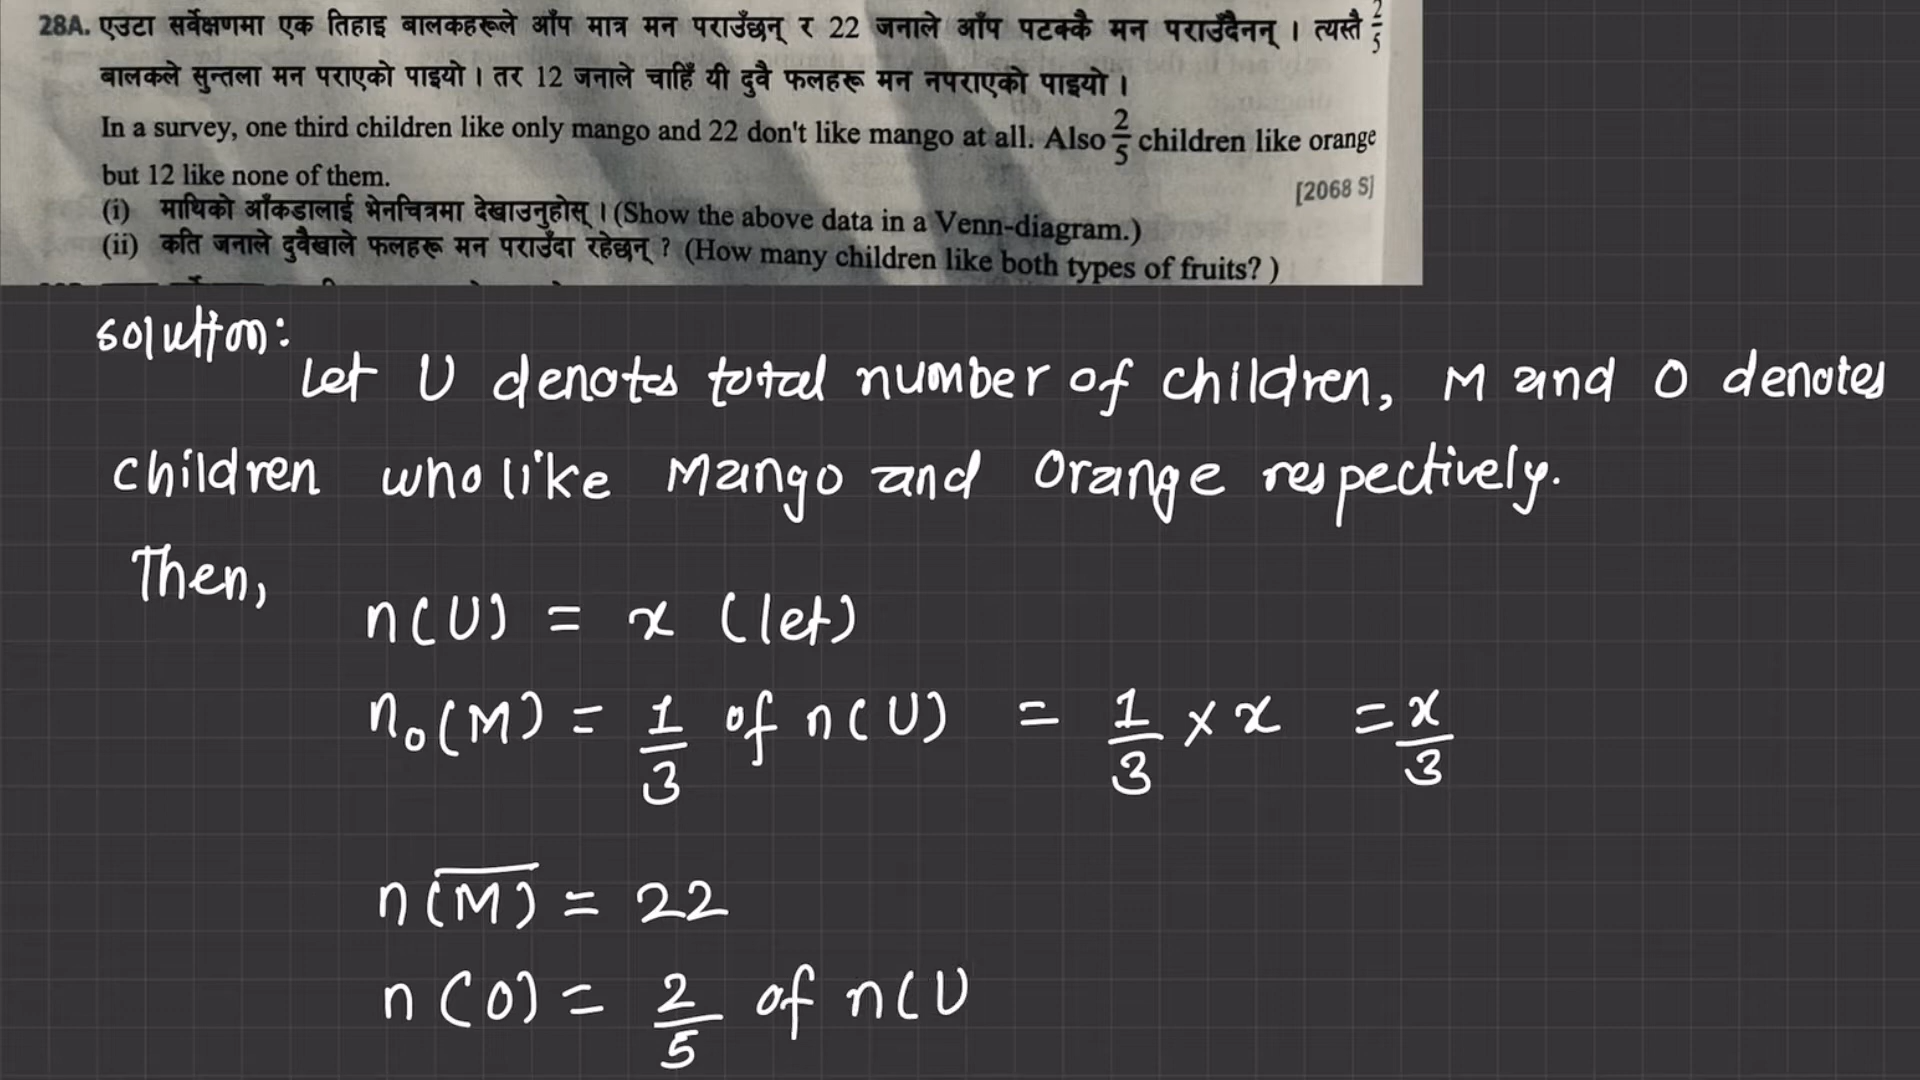 28A. एउटा सर्वेक्षणमा एक तिहाइ बालकहरूले आँप मात्र मन पराउँछन् र 22 जनाले आँप पटक्कै मन पराउँदैनन् । त्यस्तै 2/5
बालकले सुन्तला मन पराएको पाइयो । तर 12 जनाले चाहिँ यी दुवै फलहरू मन नपराएको पाइयो ।
In a survey, one third children like only mango and 22 don't like mango at all. Also 2/5 children like orange
but 12 like none of them.
[2068 S]
(i) माथिको आँकडालाई भेनचित्रमा देखाउनुहोस् । (Show the above data in a Venn-diagram.)
(ii) कति जनाले दुवैखाले फलहरू मन पराउँदा रहेछन् ? (How many children like both types of fruits? )
solution:
Let U denotes total number of children, M and O denotes
children who like Mango and Orange respectively.
Then,
n(U) = x (let)
n₀(M) = 1/3 of n(U) = 1/3 × x = x/3
n(M̅) = 22
n(O) = 2/5 of n(U